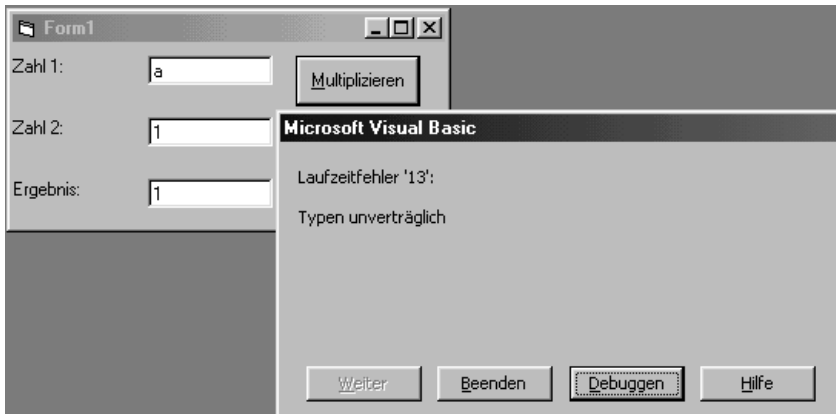 Form1
Zahl 1:
a
Multiplizieren
Zahl 2:
1
Ergebnis:
1
Microsoft Visual Basic
Laufzeitfehler '13':
Typen unverträglich
Weiter
Beenden
Debuggen
Hilfe